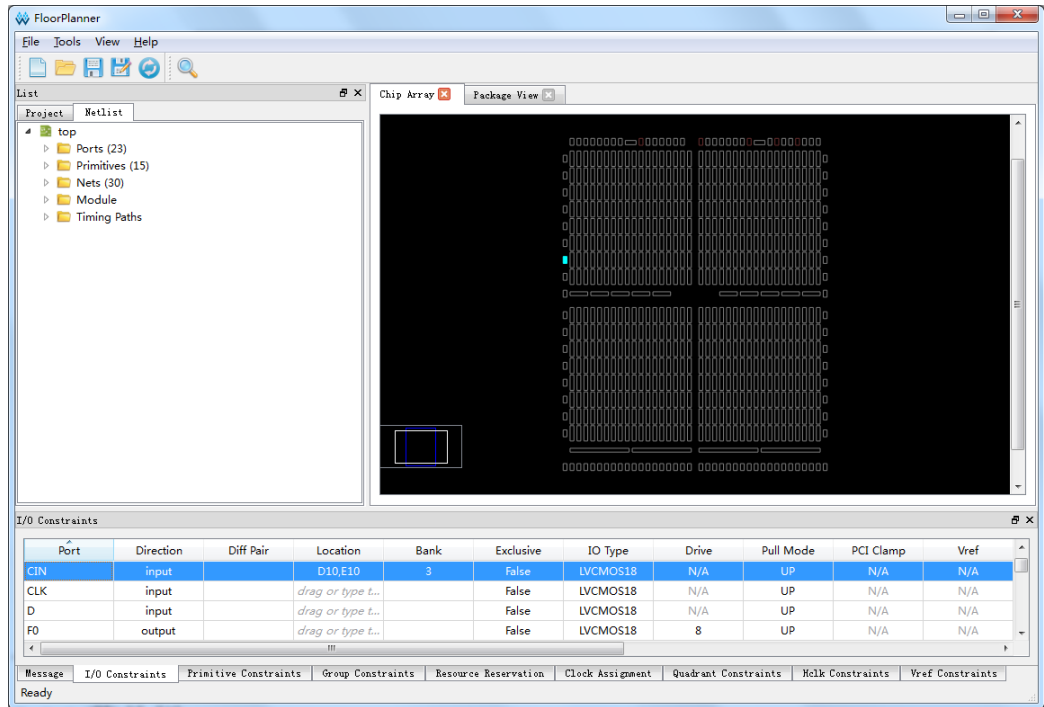 FloorPlanner
File Tools View Help
List
Chip Array Package View
Project Netlist
top
Ports (23)
Primitives (15)
Nets (30)
Module
Timing Paths
I/O Constraints
Port Direction Diff Pair Location Bank Exclusive IO Type Drive Pull Mode PCI Clamp Vref
CIN input D10,E10 3 False LVCMOS18 N/A UP N/A N/A
CLK input drag or type t... False LVCMOS18 N/A UP N/A N/A
D input drag or type t... False LVCMOS18 N/A UP N/A N/A
F0 output drag or type t... False LVCMOS18 8 UP N/A N/A
Message I/O Constraints Primitive Constraints Group Constraints Resource Reservation Clock Assignment Quadrant Constraints Hclk Constraints Vref Constraints
Ready